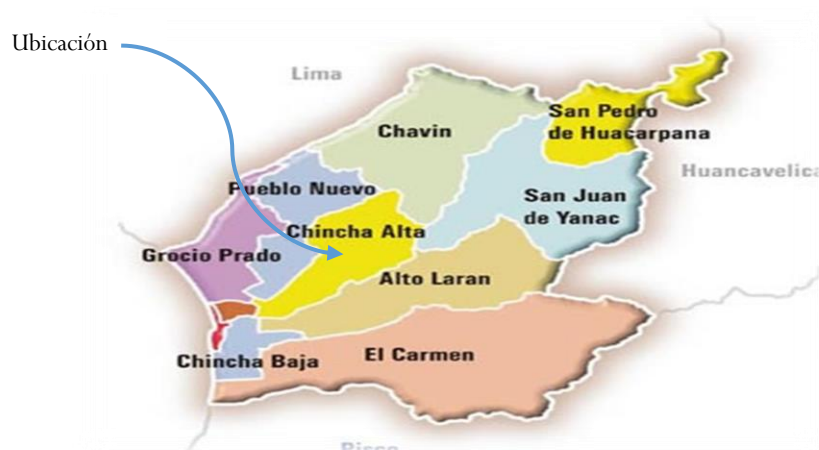 Ubicación
Lima
Chavin
San Pedro
de Huacarpana
Huancavelica
Pueblo Nuevo
San Juan
de Yanac
Chincha Alta
Grocio Prado
Alto Laran
Chincha Baja
El Carmen